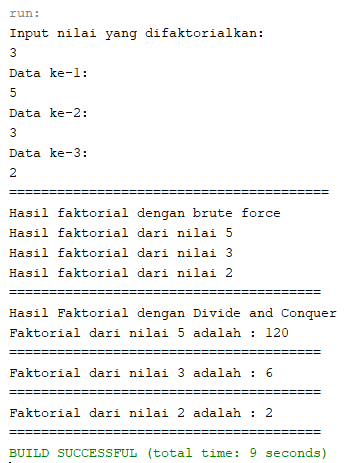 run:
Input nilai yang difaktorialkan:
3
Data ke-1:
5
Data ke-2:
3
Data ke-3:
2
========================================
Hasil faktorial dengan brute force
Hasil faktorial dari nilai 5
Hasil faktorial dari nilai 3
Hasil faktorial dari nilai 2
=======================================
Hasil Faktorial dengan Divide and Conquer
Faktorial dari nilai 5 adalah : 120
=======================================
Faktorial dari nilai 3 adalah : 6
=======================================
Faktorial dari nilai 2 adalah : 2
=======================================
BUILD SUCCESSFUL (total time: 9 seconds)